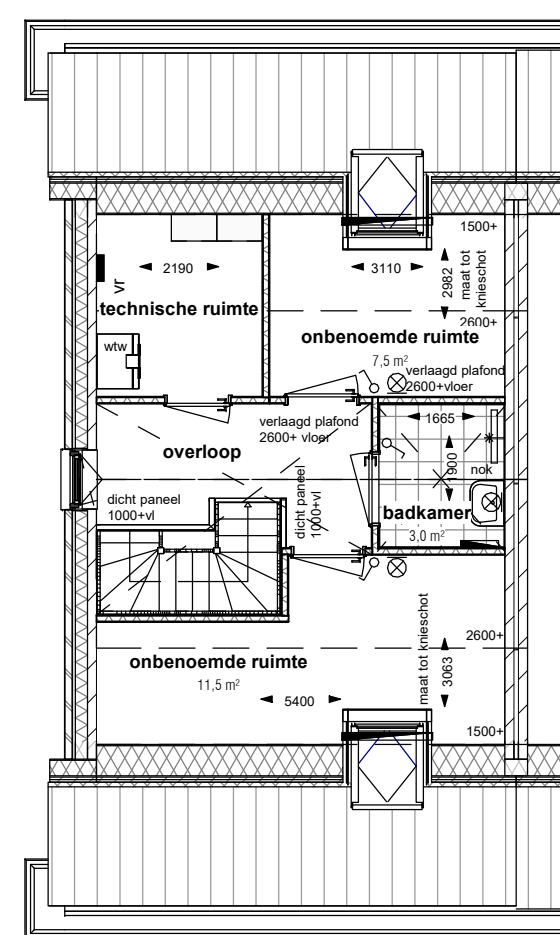 1500+
2190
3110
2982
maat tot
knieschot
vr
technische ruimte
2600+
onbenoemde ruimte
wtw
7,5 m²
verlaagd plafond
2600+vloer
verlaagd plafond
2600+ vloer
1665
overloop
1900
nok
dicht paneel
1000+vl
dicht paneel
1000+vl
badkamer
3,0 m²
maat tot knieschot
2600+
onbenoemde ruimte
3063
11,5 m²
5400
1500+